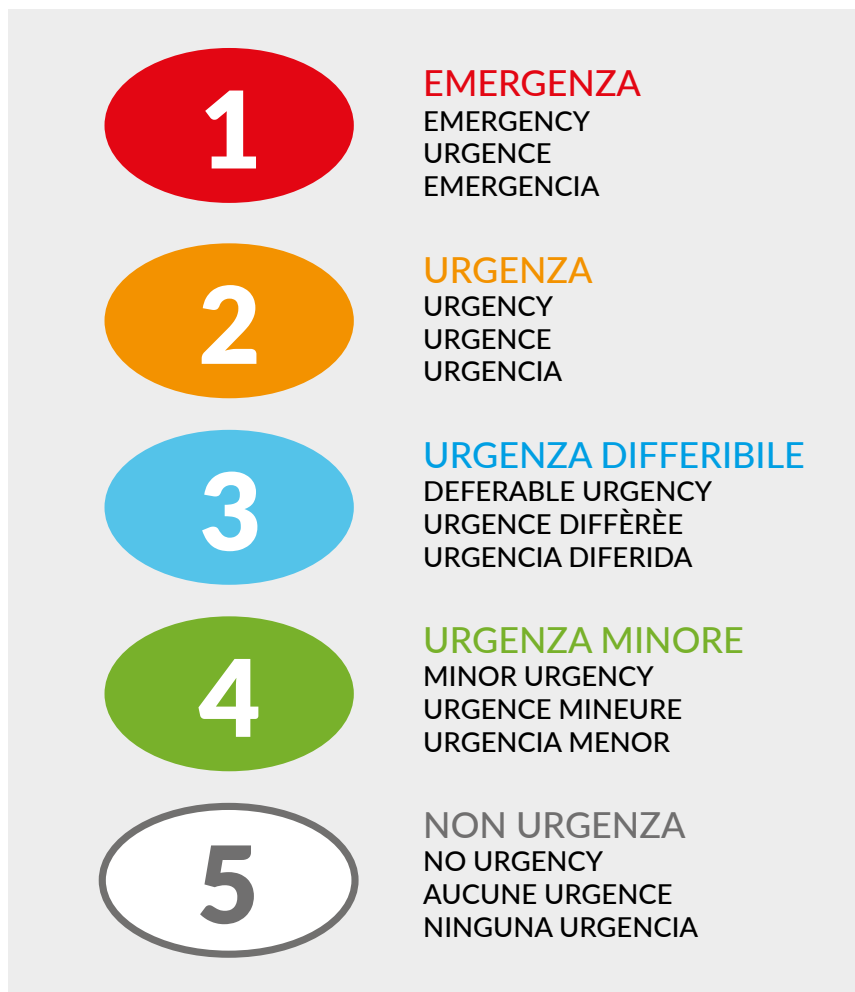 1
EMERGENZA
EMERGENCY
URGENCE
EMERGENCIA
2
URGENZA
URGENCY
URGENCE
URGENCIA
3
URGENZA DIFFERIBILE
DEFERABLE URGENCY
URGENCE DIFFÈRÈE
URGENCIA DIFERIDA
4
URGENZA MINORE
MINOR URGENCY
URGENCE MINEURE
URGENCIA MENOR
5
NON URGENZA
NO URGENCY
AUCUNE URGENCE
NINGUNA URGENCIA